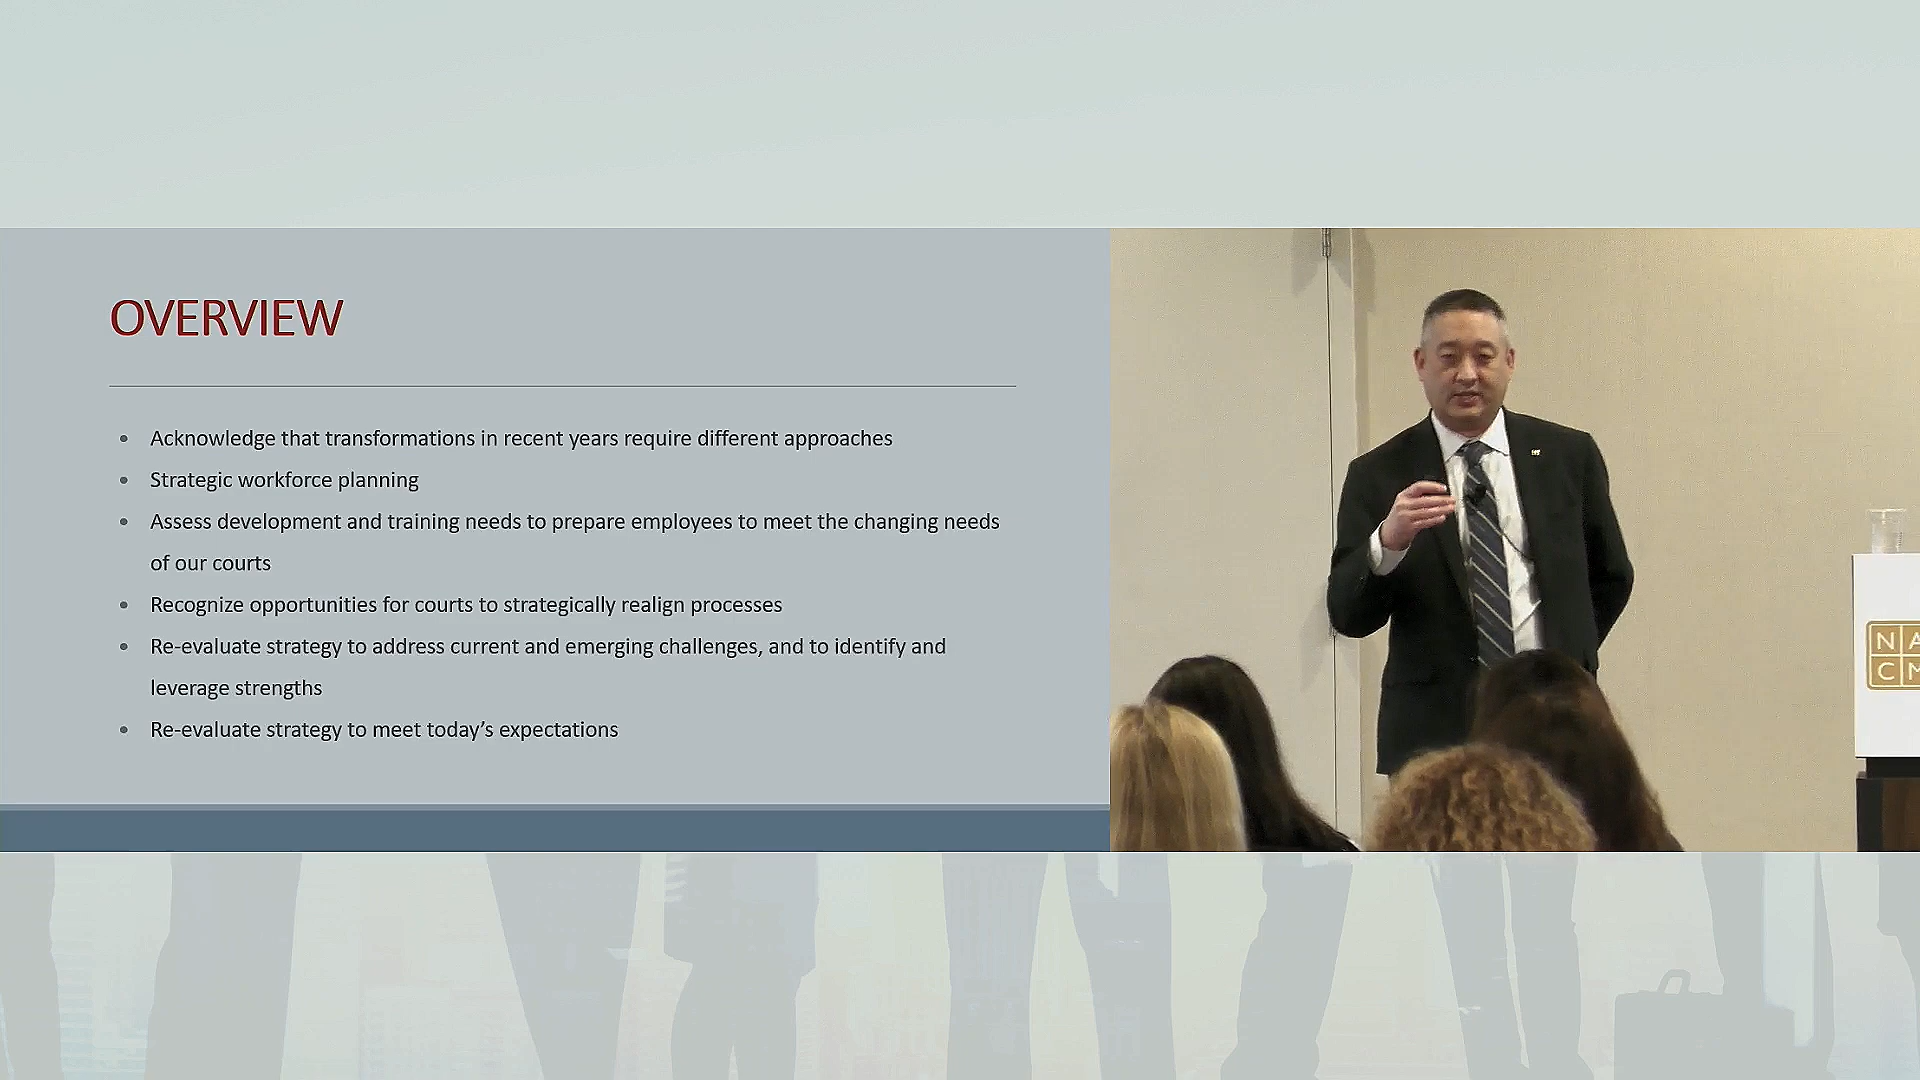 OVERVIEW
• Acknowledge that transformations in recent years require different approaches
• Strategic workforce planning
• Assess development and training needs to prepare employees to meet the changing needs
of our courts
• Recognize opportunities for courts to strategically realign processes
• Re-evaluate strategy to address current and emerging challenges, and to identify and
leverage strengths
• Re-evaluate strategy to meet today’s expectations
N A
C M